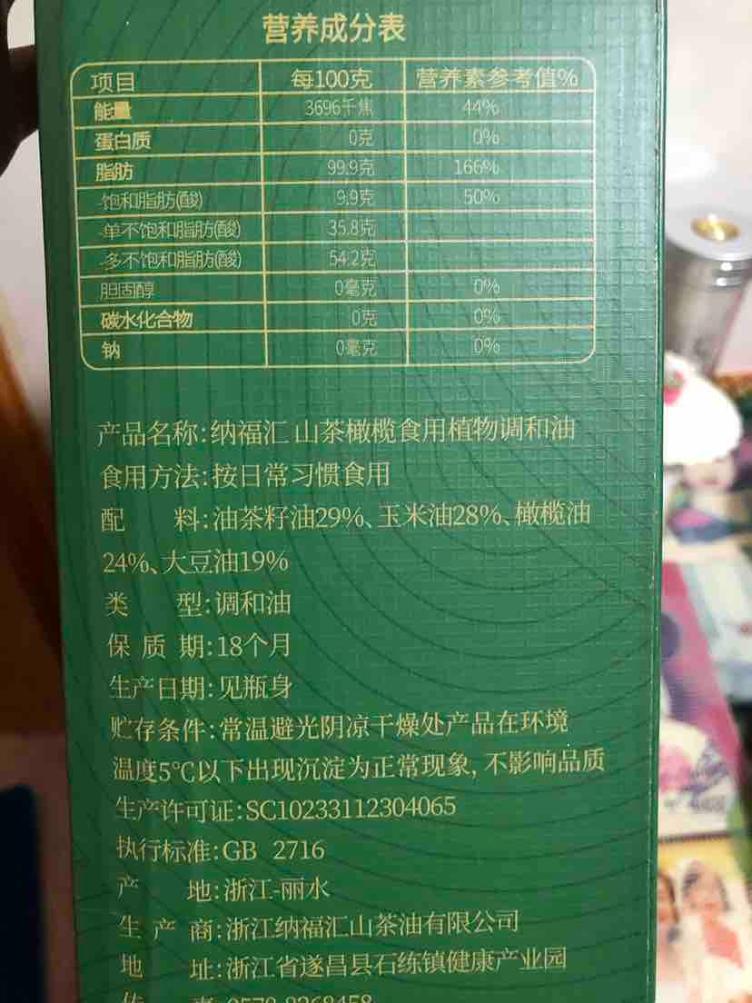 营养成分表
项目 每100克 营养素参考值%
能量 3696千焦 44%
蛋白质 0克 0%
脂肪 99.9克 166%
-饱和脂肪(酸) 9.9克 50%
-单不饱和脂肪(酸) 35.8克
-多不饱和脂肪(酸) 54.2克
胆固醇 0毫克 0%
碳水化合物 0克 0%
钠 0毫克 0%
产品名称:纳福汇 山茶橄榄食用植物调和油
食用方法:按日常习惯食用
配 料:油茶籽油29%、玉米油28%、橄榄油
24%、大豆油19%
类 型:调和油
保 质 期:18个月
生产日期:见瓶身
贮存条件:常温避光阴凉干燥处产品在环境
温度5℃以下出现沉淀为正常现象, 不影响品质
生产许可证:SC10233112304065
执行标准:GB 2716
产 地:浙江-丽水
生 产 商:浙江纳福汇山茶油有限公司
地 址:浙江省遂昌县石练镇健康产业园